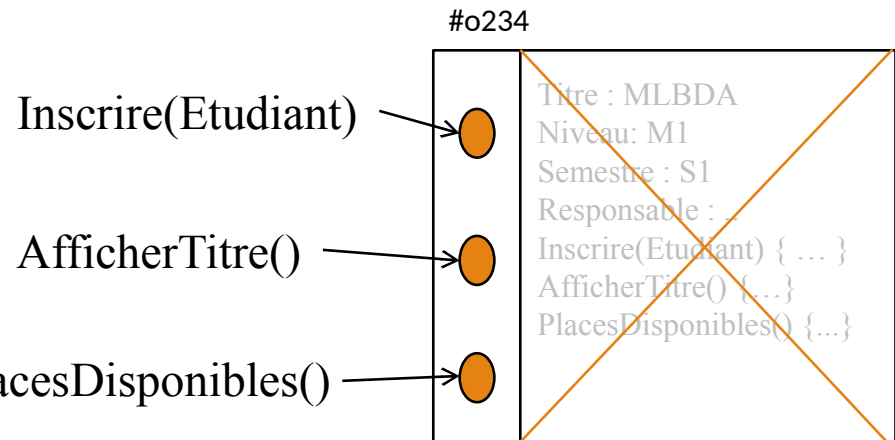 #o234
Inscrire(Etudiant)
AfficherTitre()
acesDisponibles()
Titre : MLBDA
Niveau: M1
Semestre : S1
Responsable : ..
Inscrire(Etudiant) { … }
AfficherTitre() {…}
PlacesDisponibles() {...}